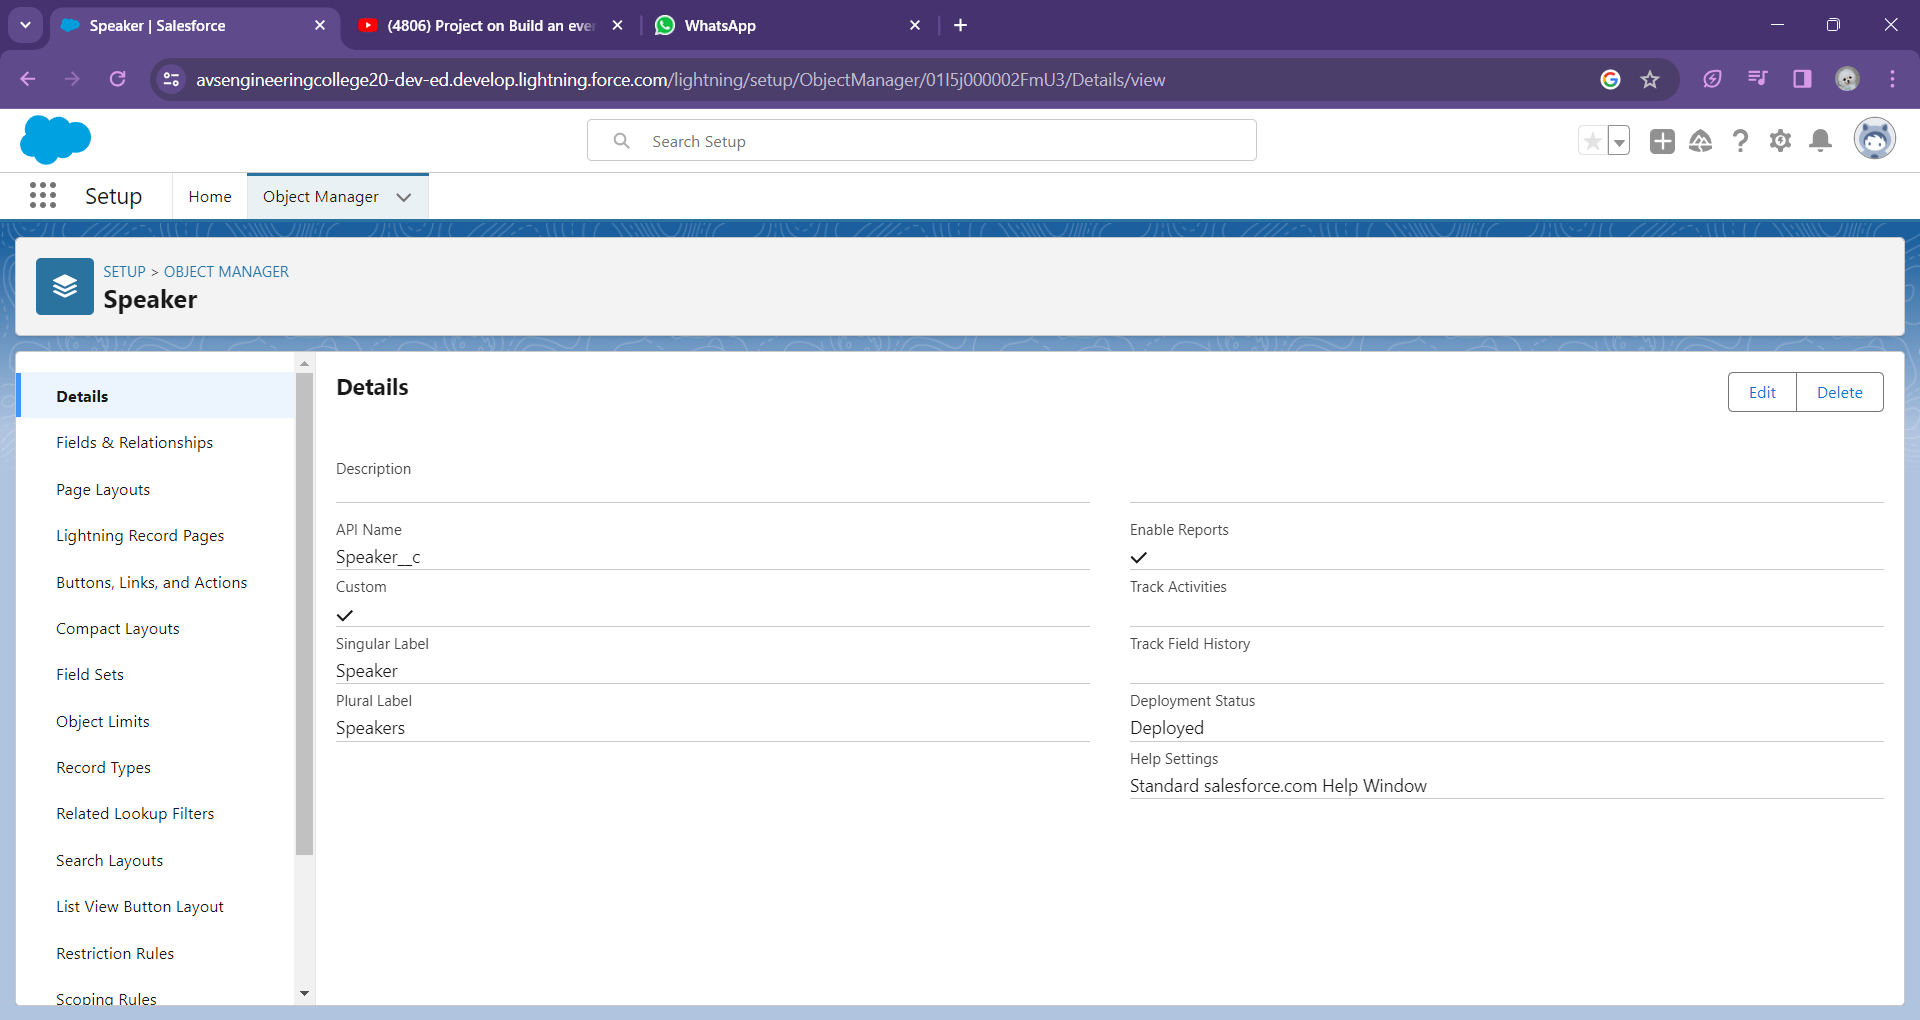 Speaker | Salesforce
(4806) Project on Build an eve
WhatsApp
avsengineeringcollege20-dev-ed.develop.lightning.force.com/lightning/setup/ObjectManager/01I5j000002FmU3/Details/view
Search Setup
Setup
Home
Object Manager
SETUP > OBJECT MANAGER
Speaker
Details
Fields & Relationships
Page Layouts
Lightning Record Pages
Buttons, Links, and Actions
Compact Layouts
Field Sets
Object Limits
Record Types
Related Lookup Filters
Search Layouts
List View Button Layout
Restriction Rules
Scoping Rules
Details
Edit
Delete
Description
API Name
Speaker__c
Custom
Singular Label
Speaker
Plural Label
Speakers
Enable Reports
Track Activities
Track Field History
Deployment Status
Deployed
Help Settings
Standard salesforce.com Help Window